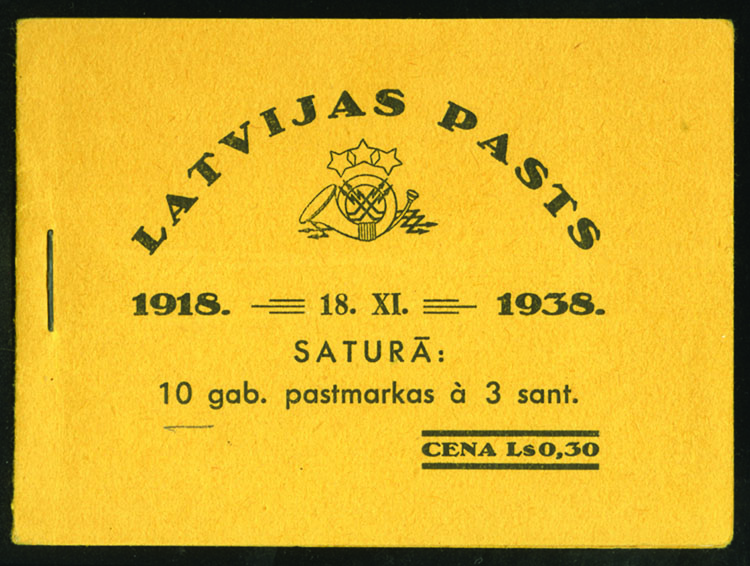 LATVIJAS PASTS
1918. 18. XI. 1938.
SATURĀ:
10 gab. pastmarkas à 3 sant.
CENA Ls 0,30